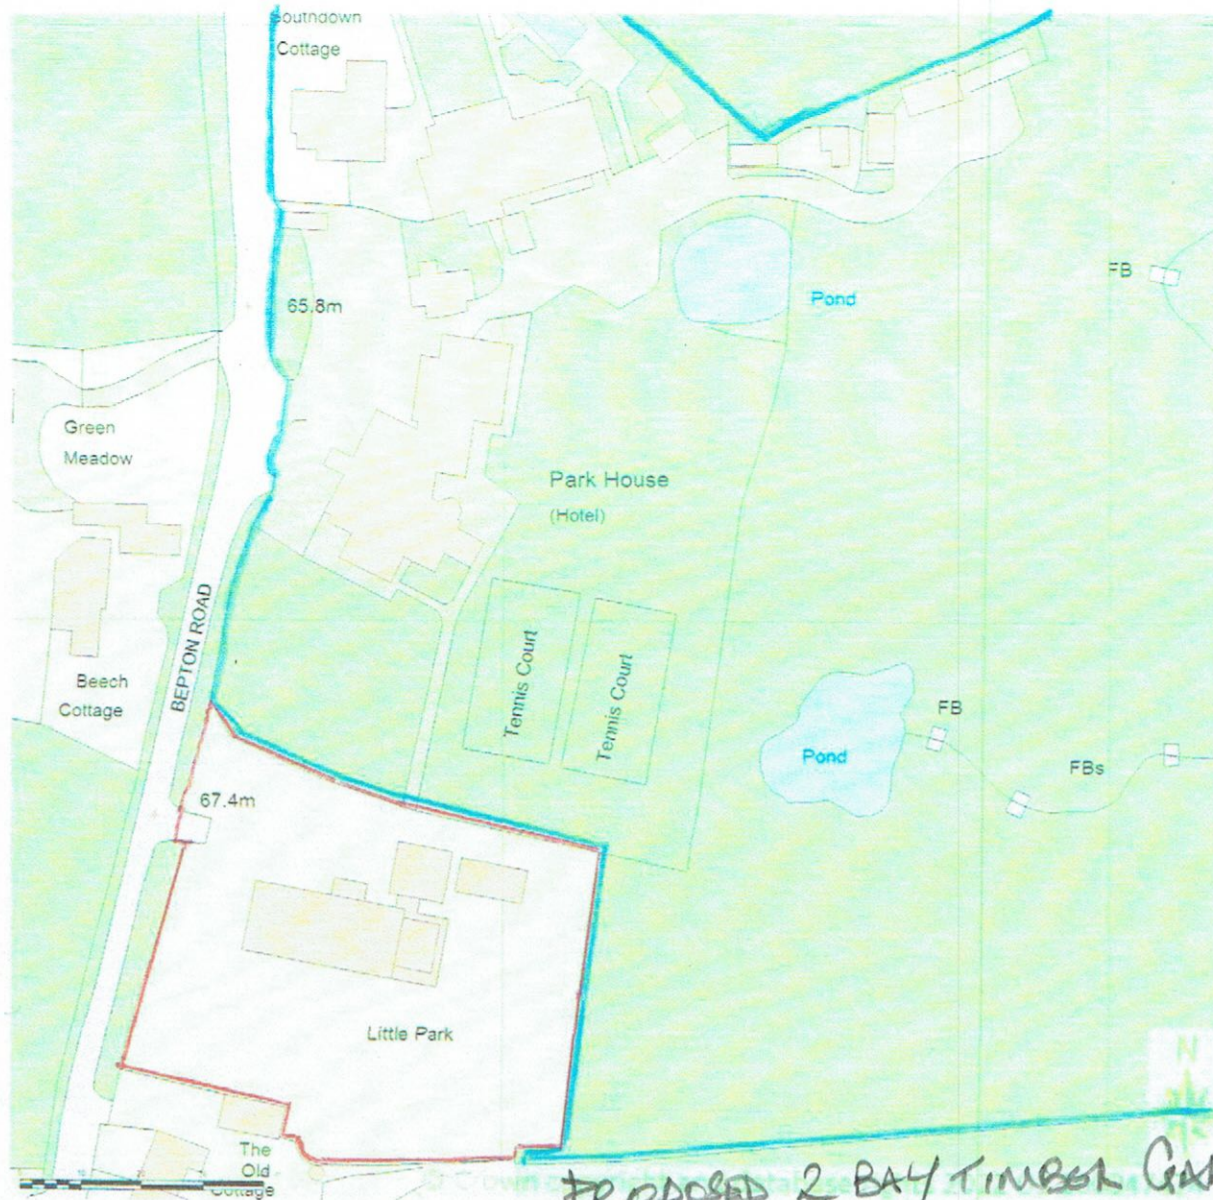 Southdown
Cottage
65.8m
FB
Pond
Green
Meadow
Park House
(Hotel)
BEPTON ROAD
Tennis Court
Tennis Court
Beech
Cottage
Pond
FB
FBs
67.4m
Little Park
N
The
Old
Cottage
PROPOSED 2 BAY TIMBER